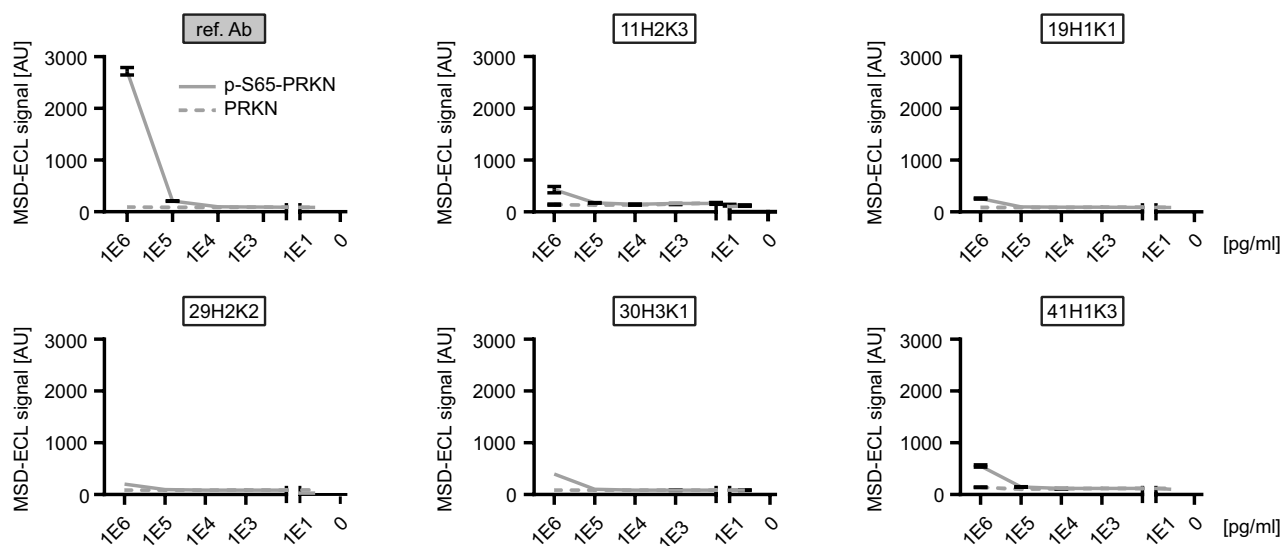 ref. Ab
MSD-ECL signal [AU]
3000
2000
1000
0
p-S65-PRKN
PRKN
1E6 1E5 1E4 1E3 1E1 0
11H2K3
MSD-ECL signal [AU]
3000
2000
1000
0
1E6 1E5 1E4 1E3 1E1 0
19H1K1
MSD-ECL signal [AU]
3000
2000
1000
0
1E6 1E5 1E4 1E3 1E1 0 [pg/ml]
29H2K2
MSD-ECL signal [AU]
3000
2000
1000
0
1E6 1E5 1E4 1E3 1E1 0
30H3K1
MSD-ECL signal [AU]
3000
2000
1000
0
1E6 1E5 1E4 1E3 1E1 0
41H1K3
MSD-ECL signal [AU]
3000
2000
1000
0
1E6 1E5 1E4 1E3 1E1 0 [pg/ml]